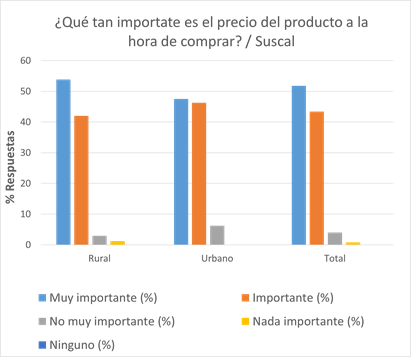 ¿Qué tan importate es el precio del producto a la
hora de comprar? / Suscal
% Respuestas
60
50
40
30
20
10
0
Rural
Urbano
Total
Muy importante (%)
Importante (%)
No muy importante (%)
Nada importante (%)
Ninguno (%)